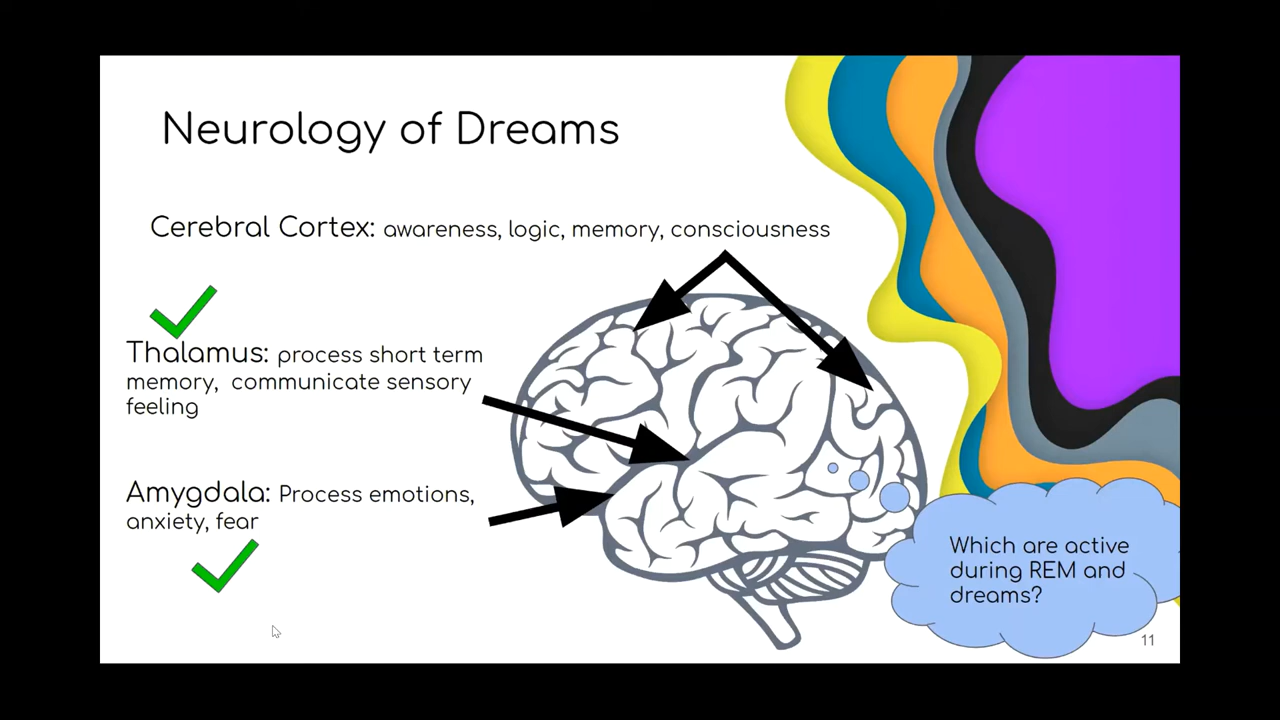 Neurology of Dreams
Cerebral Cortex: awareness, logic, memory, consciousness
Thalamus: process short term
memory, communicate sensory
feeling
Amygdala: Process emotions,
anxiety, fear
Which are active
during REM and
dreams?
11